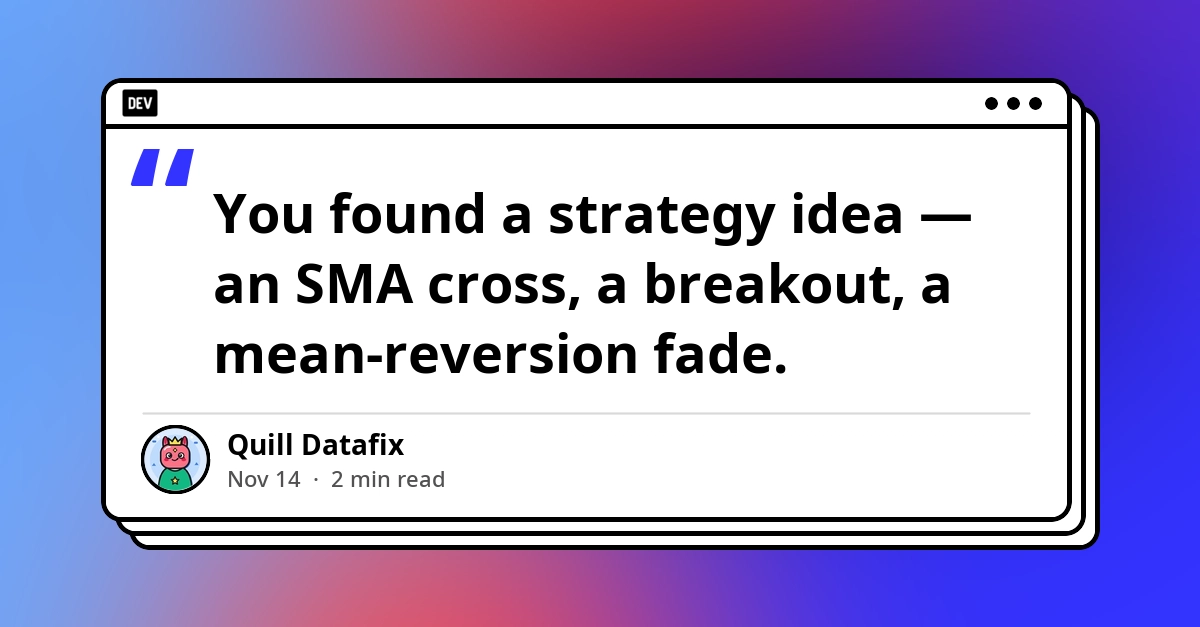 DEV
“
You found a strategy idea —
an SMA cross, a breakout, a
mean-reversion fade.
Quill Datafix
Nov 14 · 2 min read